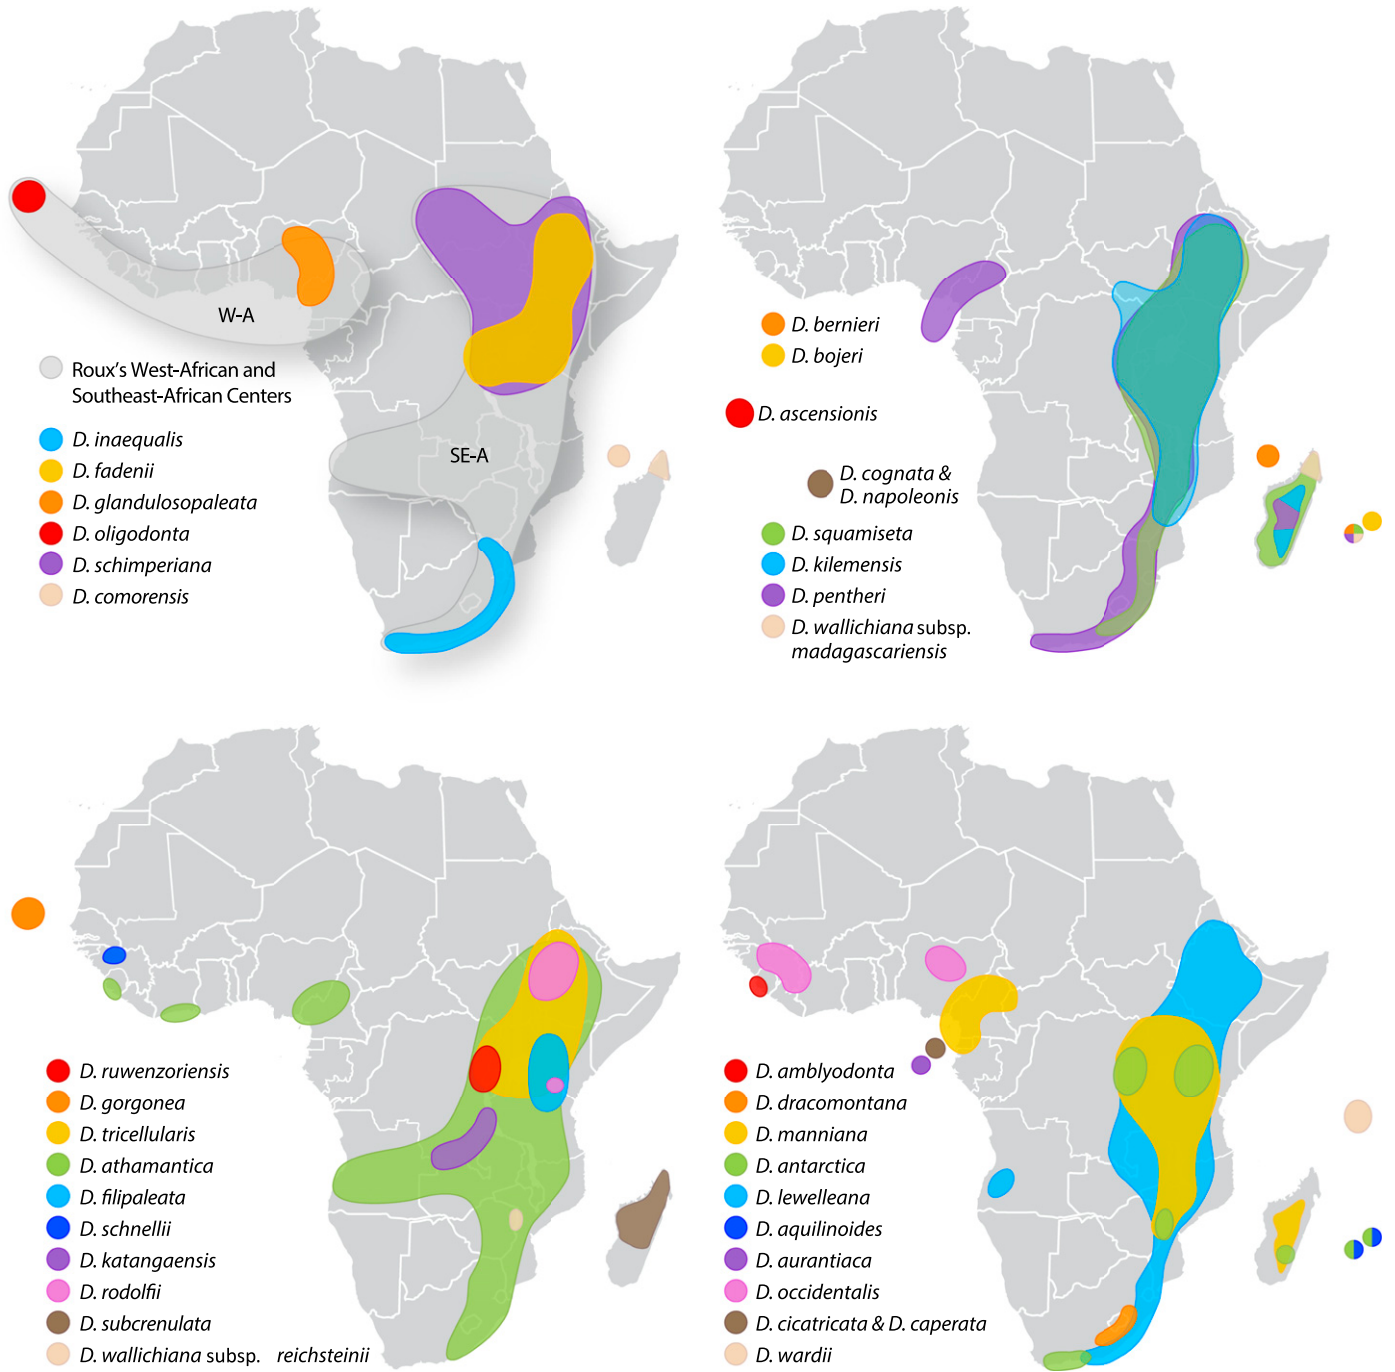 W-A
Roux's West-African and
Southeast-African Centers
SE-A
D. inaequalis
D. fadenii
D. glandulosopaleata
D. oligodonta
D. schimperiana
D. comorensis
D. bernieri
D. bojeri
D. ascensionis
D. cognata &
D. napoleonis
D. squamiseta
D. kilemensis
D. pentheri
D. wallichiana subsp.
madagascariensis
D. ruwenzoriensis
D. gorgonea
D. tricellularis
D. athamantica
D. filipaleata
D. schnellii
D. katangaensis
D. rodolfii
D. subcrenulata
D. wallichiana subsp. reichsteinii
D. amblyodonta
D. dracomontana
D. manniana
D. antarctica
D. lewelleana
D. aquilinoides
D. aurantiaca
D. occidentalis
D. cicatricata & D. caperata
D. wardii